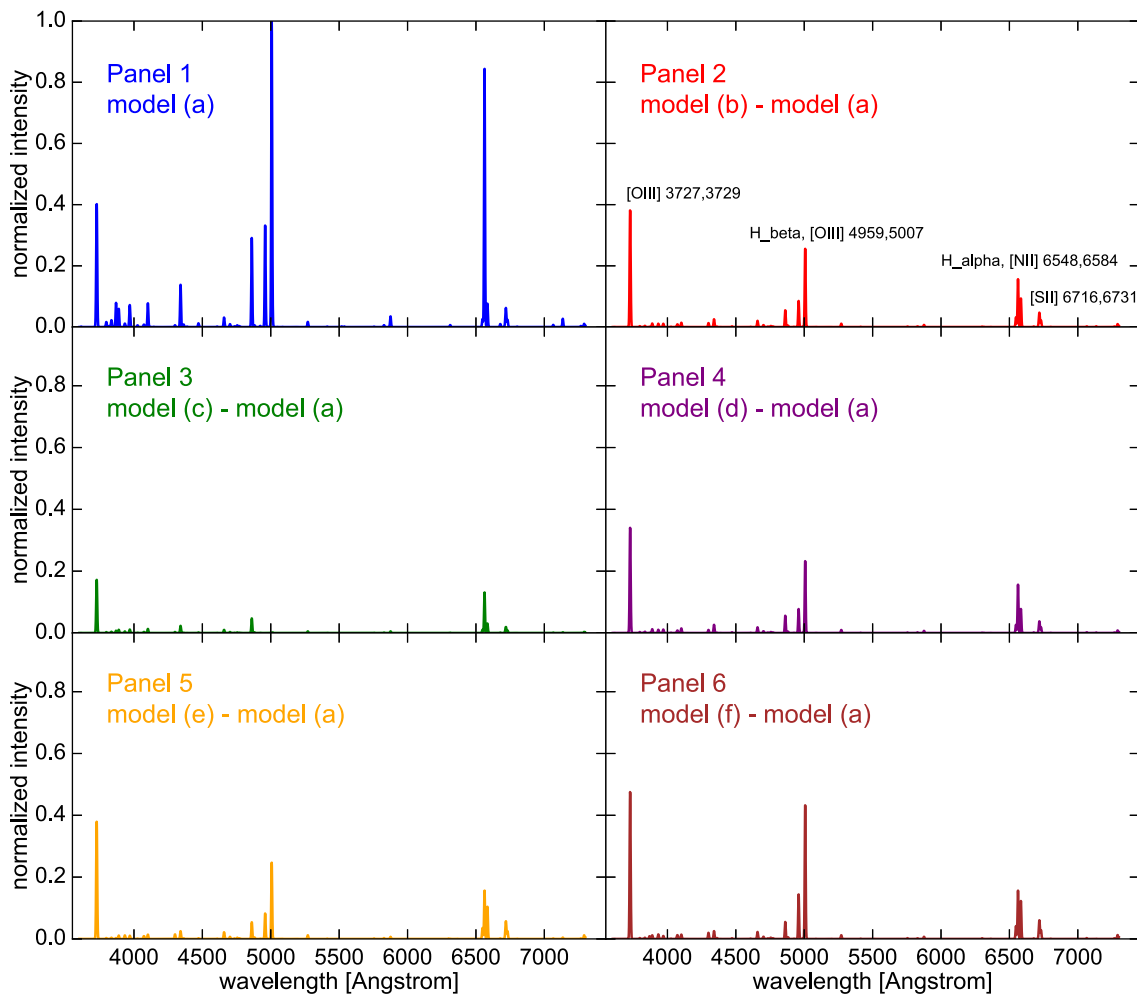 1.0
0.8
0.6
0.4
0.2
0.0
normalized intensity
Panel 1
model (a)
Panel 2
model (b) - model (a)
[OIII] 3727,3729
H_beta, [OIII] 4959,5007
H_alpha, [NII] 6548,6584
[SII] 6716,6731
0.8
0.6
0.4
0.2
0.0
normalized intensity
Panel 3
model (c) - model (a)
Panel 4
model (d) - model (a)
0.8
0.6
0.4
0.2
0.0
normalized intensity
Panel 5
model (e) - model (a)
Panel 6
model (f) - model (a)
4000 4500 5000 5500 6000 6500 7000
wavelength [Angstrom]
4000 4500 5000 5500 6000 6500 7000
wavelength [Angstrom]